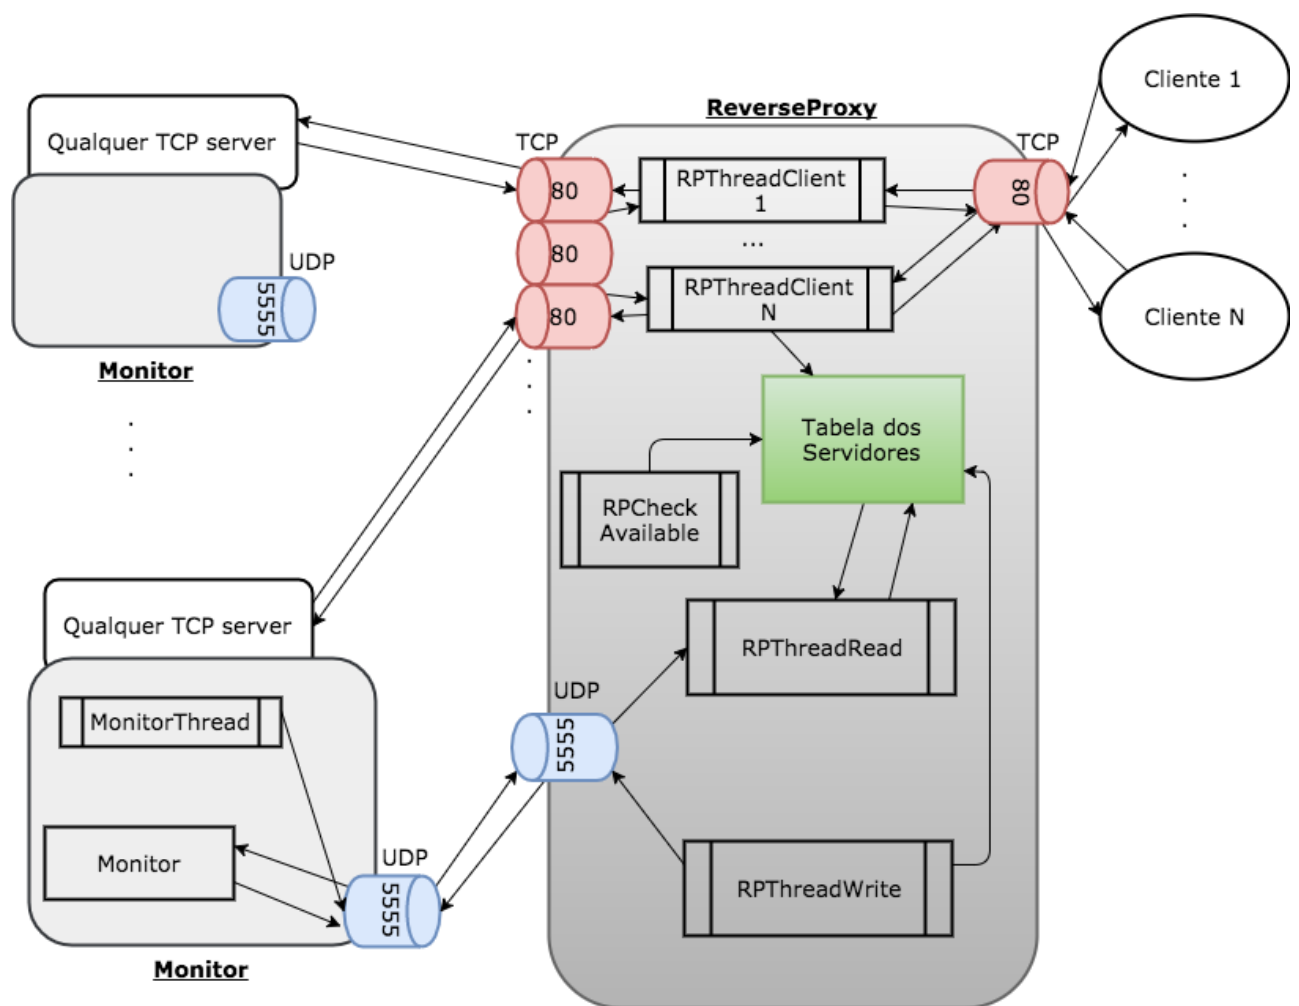 Cliente 1
ReverseProxy
TCP
TCP
Qualquer TCP server
RPThreadClient
1
80
80
...
80
UDP
5555
RPThreadClient
N
80
Cliente N
Monitor
Tabela dos
Servidores
RPCheck
Available
Qualquer TCP server
RPThreadRead
UDP
5555
MonitorThread
Monitor
UDP
5555
RPThreadWrite
Monitor